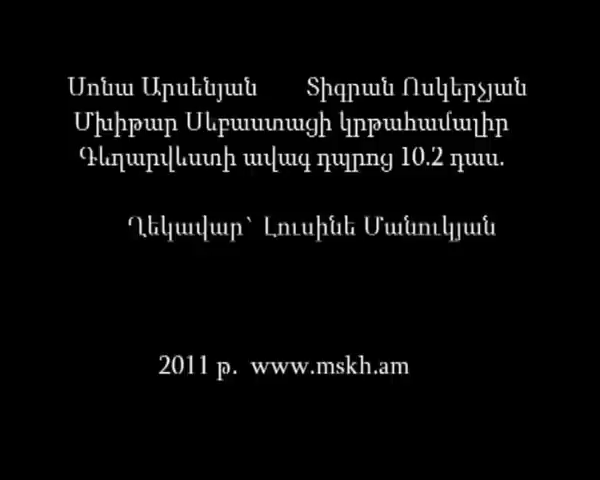 Սոնա Արսենյան Տիգրան Ոսկերչյան
Մխիթար Սեբաստացի կրթահամալիր
Գեղարվեստի ավագ դպրոց 10.2 դաս.
Ղեկավար` Լուսինե Մանուկյան
2011 թ. www.mskh.am